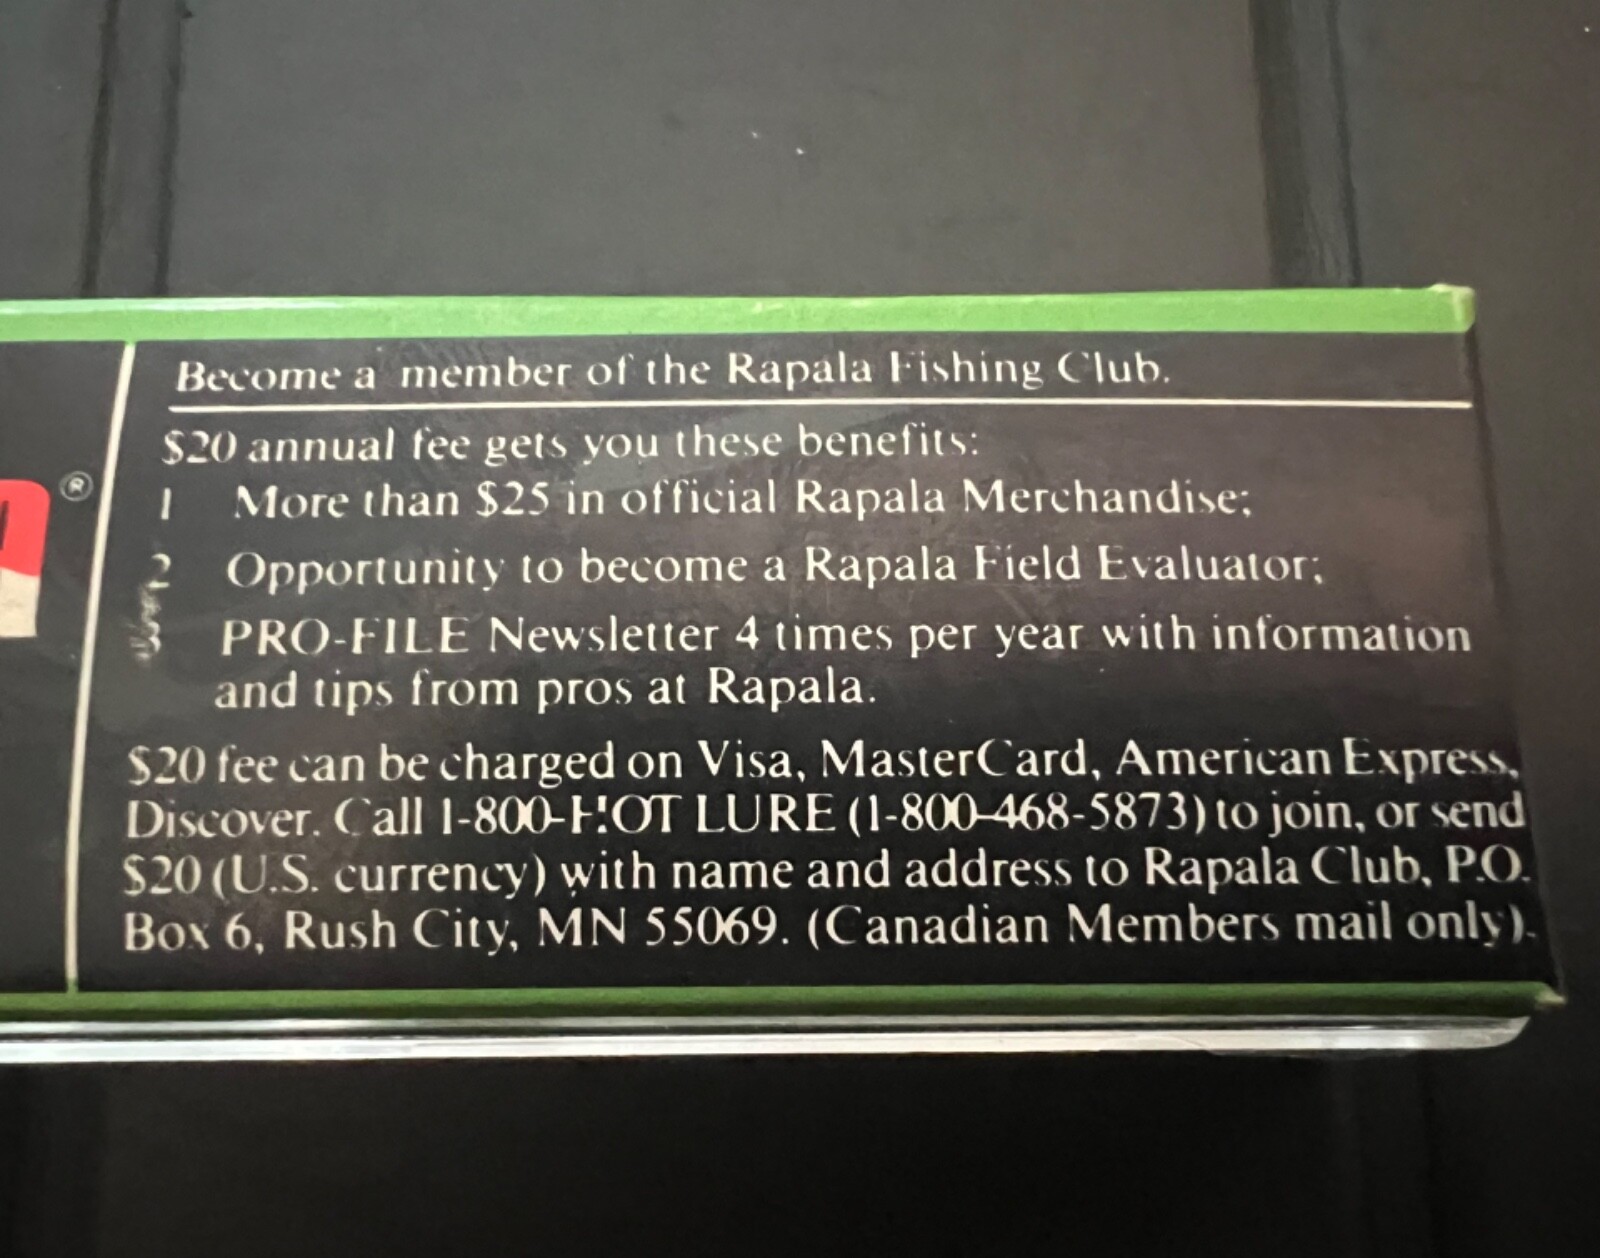 ®
Become a member of the Rapala Fishing Club.
$20 annual fee gets you these benefits:
1 More than $25 in official Rapala Merchandise;
2 Opportunity to become a Rapala Field Evaluator;
3 PRO-FILE Newsletter 4 times per year with information
and tips from pros at Rapala.
$20 fee can be charged on Visa, MasterCard, American Express,
Discover. Call 1-800-HOT LURE (1-800-468-5873) to join, or send
$20 (U.S. currency) with name and address to Rapala Club, P.O.
Box 6, Rush City, MN 55069. (Canadian Members mail only).